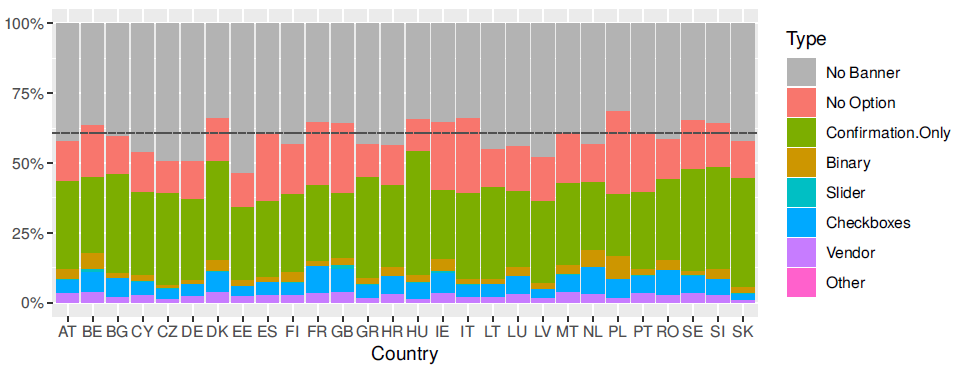 100%
75%
50%
25%
0%
AT BE BG CY CZ DE DK EE ES FI FR GB GR HR HU IE IT LT LU LV MT NL PL PT RO SE SI SK
Country
Type
No Banner
No Option
Confirmation.Only
Binary
Slider
Checkboxes
Vendor
Other